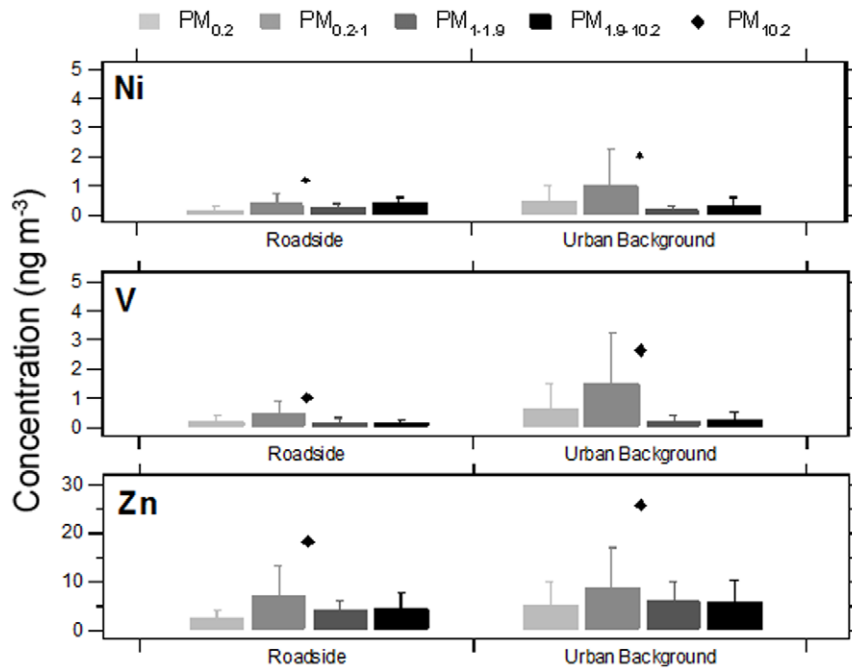 PM0.2 PM0.2-1 PM1-1.9 PM1.9-10.2 PM10.2
Concentration (ng m-3)
Ni
5
4
3
2
1
0
Roadside Urban Background
V
5
4
3
2
1
0
Roadside Urban Background
Zn
30
20
10
0
Roadside Urban Background